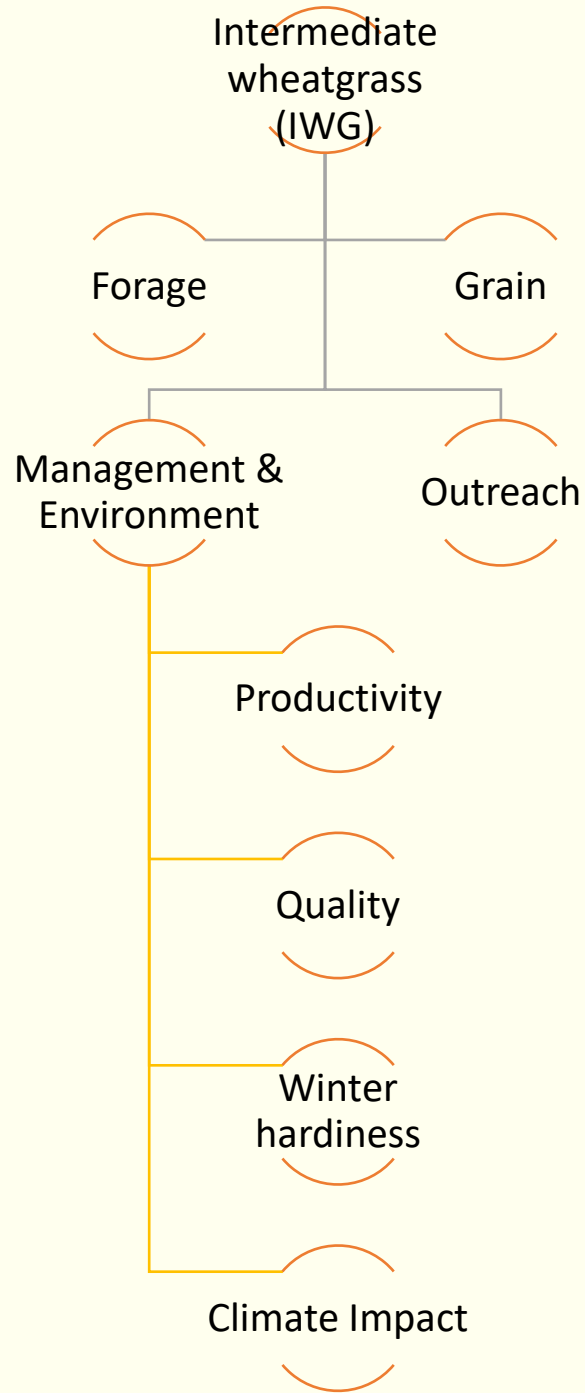 Intermediate
wheatgrass
(IWG)
Forage
Grain
Management &
Environment
Outreach
Productivity
Quality
Winter
hardiness
Climate Impact